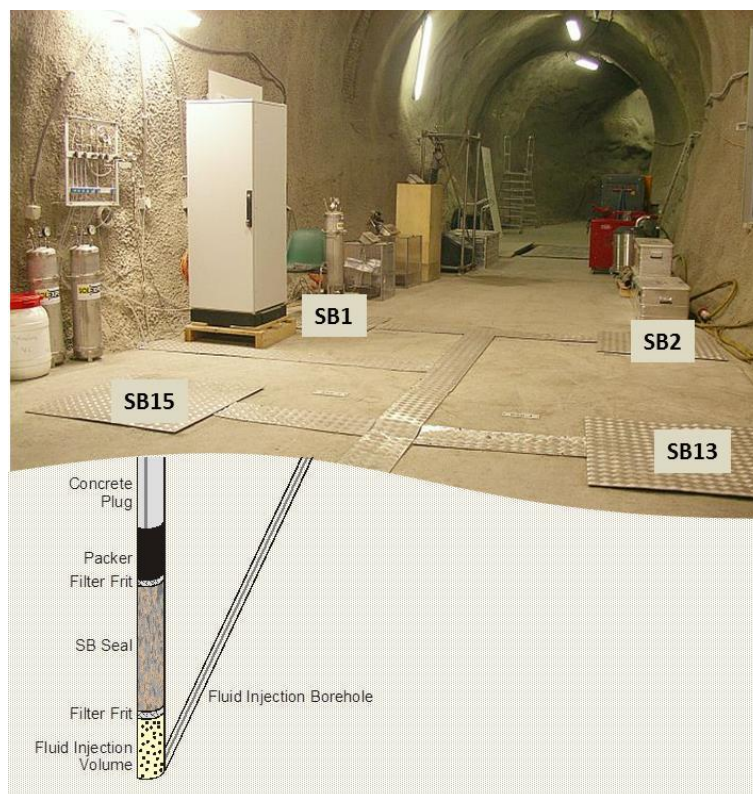 SB1
SB2
SB15
SB13
Concrete
Plug
Packer
Filter Frit
SB Seal
Fluid Injection Borehole
Filter Frit
Fluid Injection
Volume